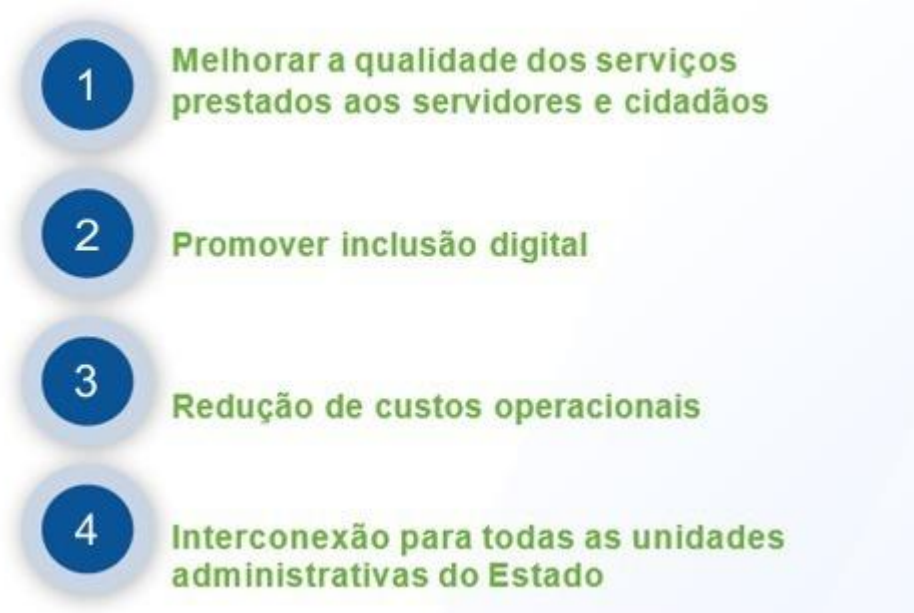 1
Melhorar a qualidade dos serviços
prestados aos servidores e cidadãos
2
Promover inclusão digital
3
Redução de custos operacionais
4
Interconexão para todas as unidades
administrativas do Estado